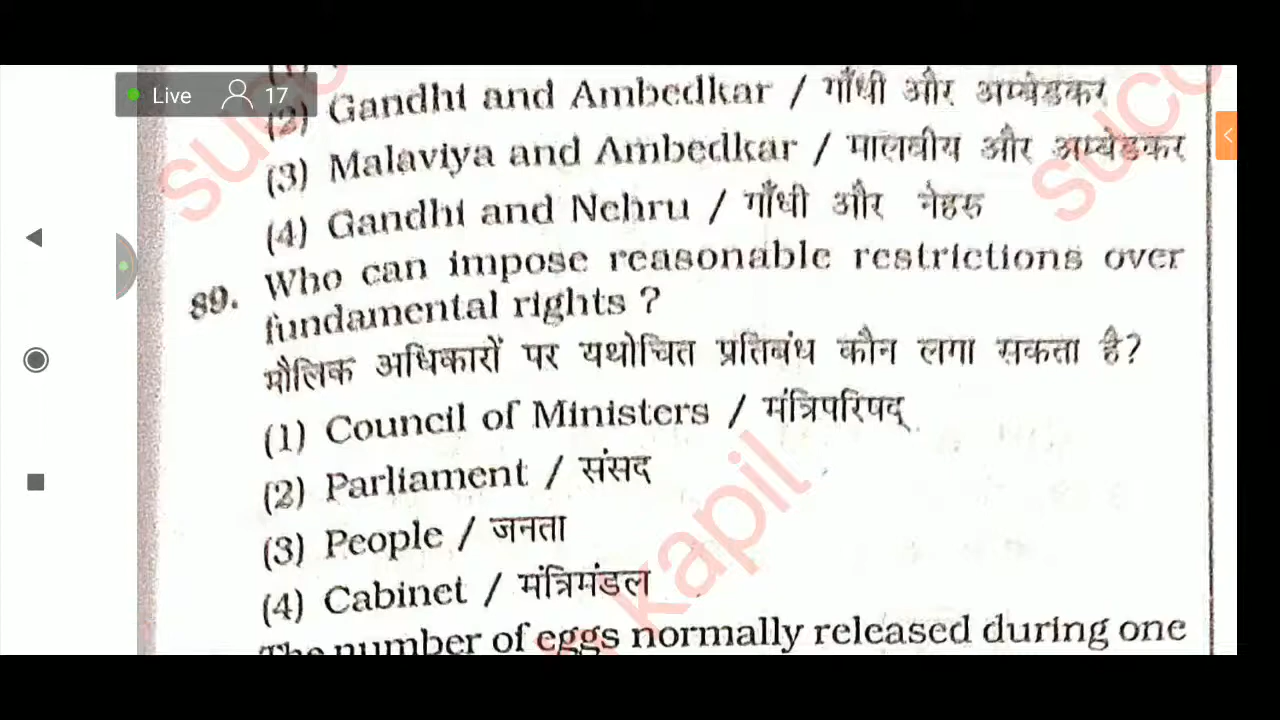 Live 17
(2) Gandhi and Ambedkar / गाँधी और अम्बेडकर
(3) Malaviya and Ambedkar / मालवीय और अम्बेडकर
(4) Gandhi and Nehru / गाँधी और नेहरू
89. Who can impose reasonable restrictions over
fundamental rights ?
मौलिक अधिकारों पर यथोचित प्रतिबंध कौन लगा सकता है?
(1) Council of Ministers / मंत्रिपरिषद्
(2) Parliament / संसद
(3) People / जनता
(4) Cabinet / मंत्रिमंडल
The number of eggs normally released during one
kapil